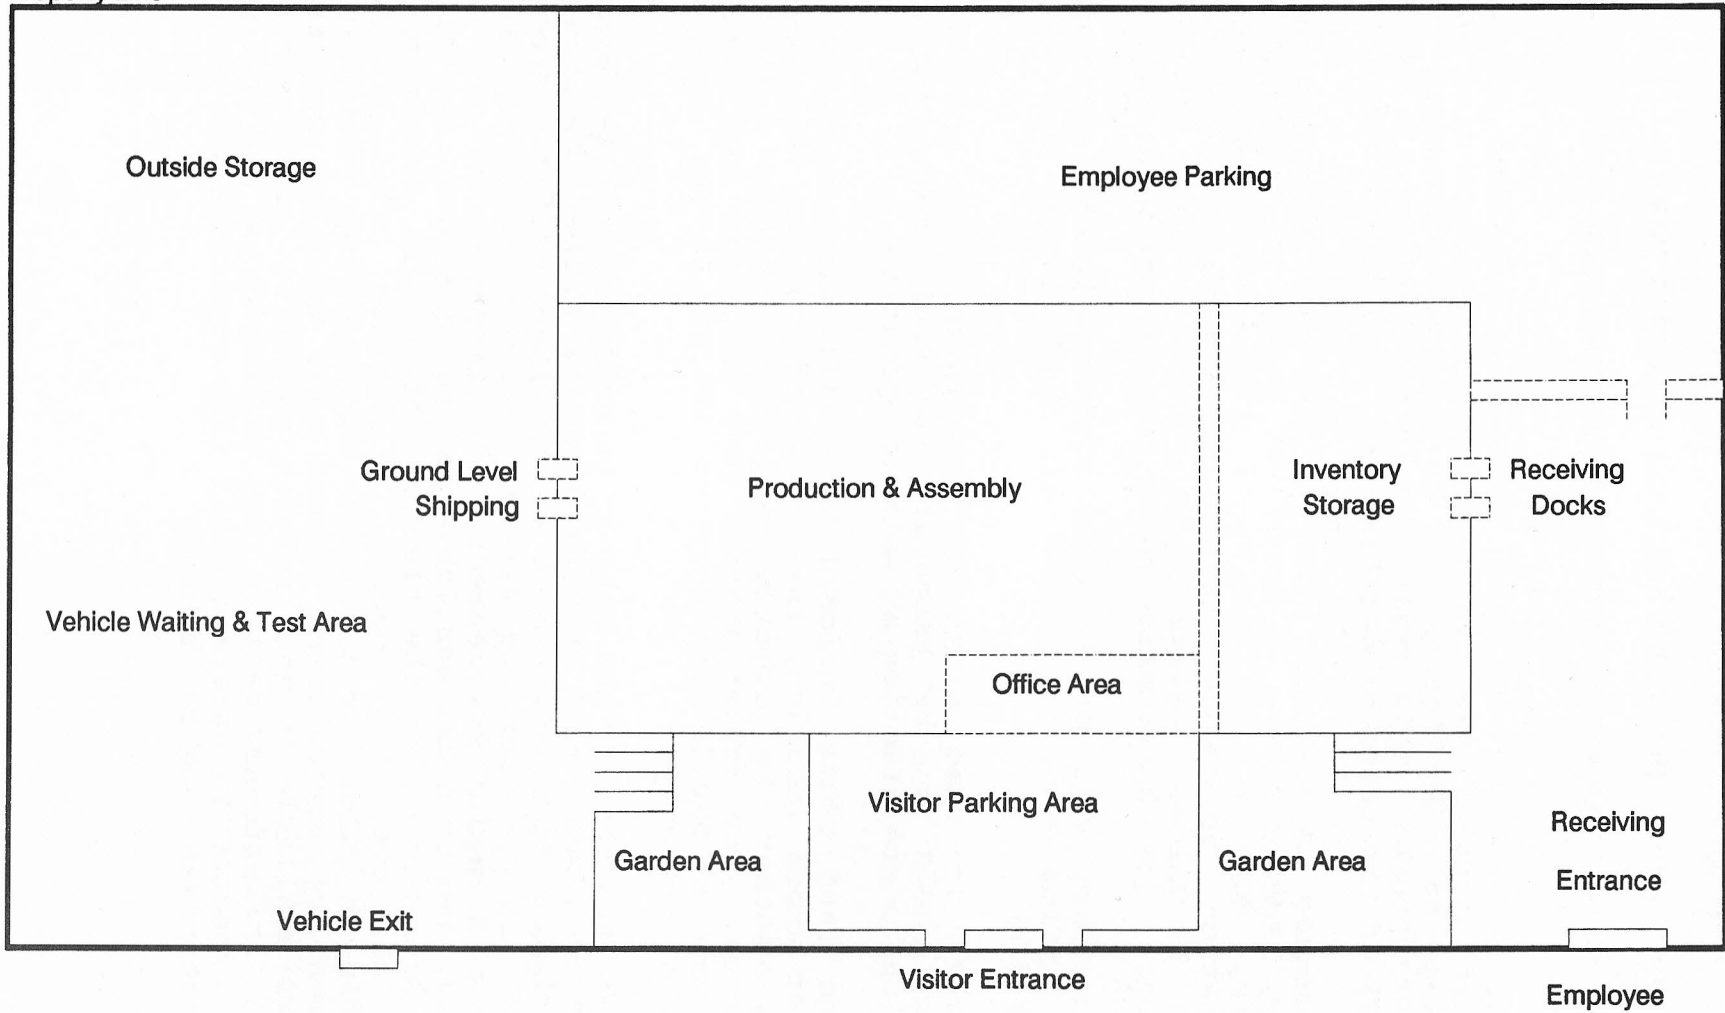 Outside Storage
Employee Parking
Ground Level
Shipping
Production & Assembly
Inventory
Storage
Receiving
Docks
Vehicle Waiting & Test Area
Office Area
Visitor Parking Area
Receiving
Garden Area
Garden Area
Entrance
Vehicle Exit
Visitor Entrance
Employee